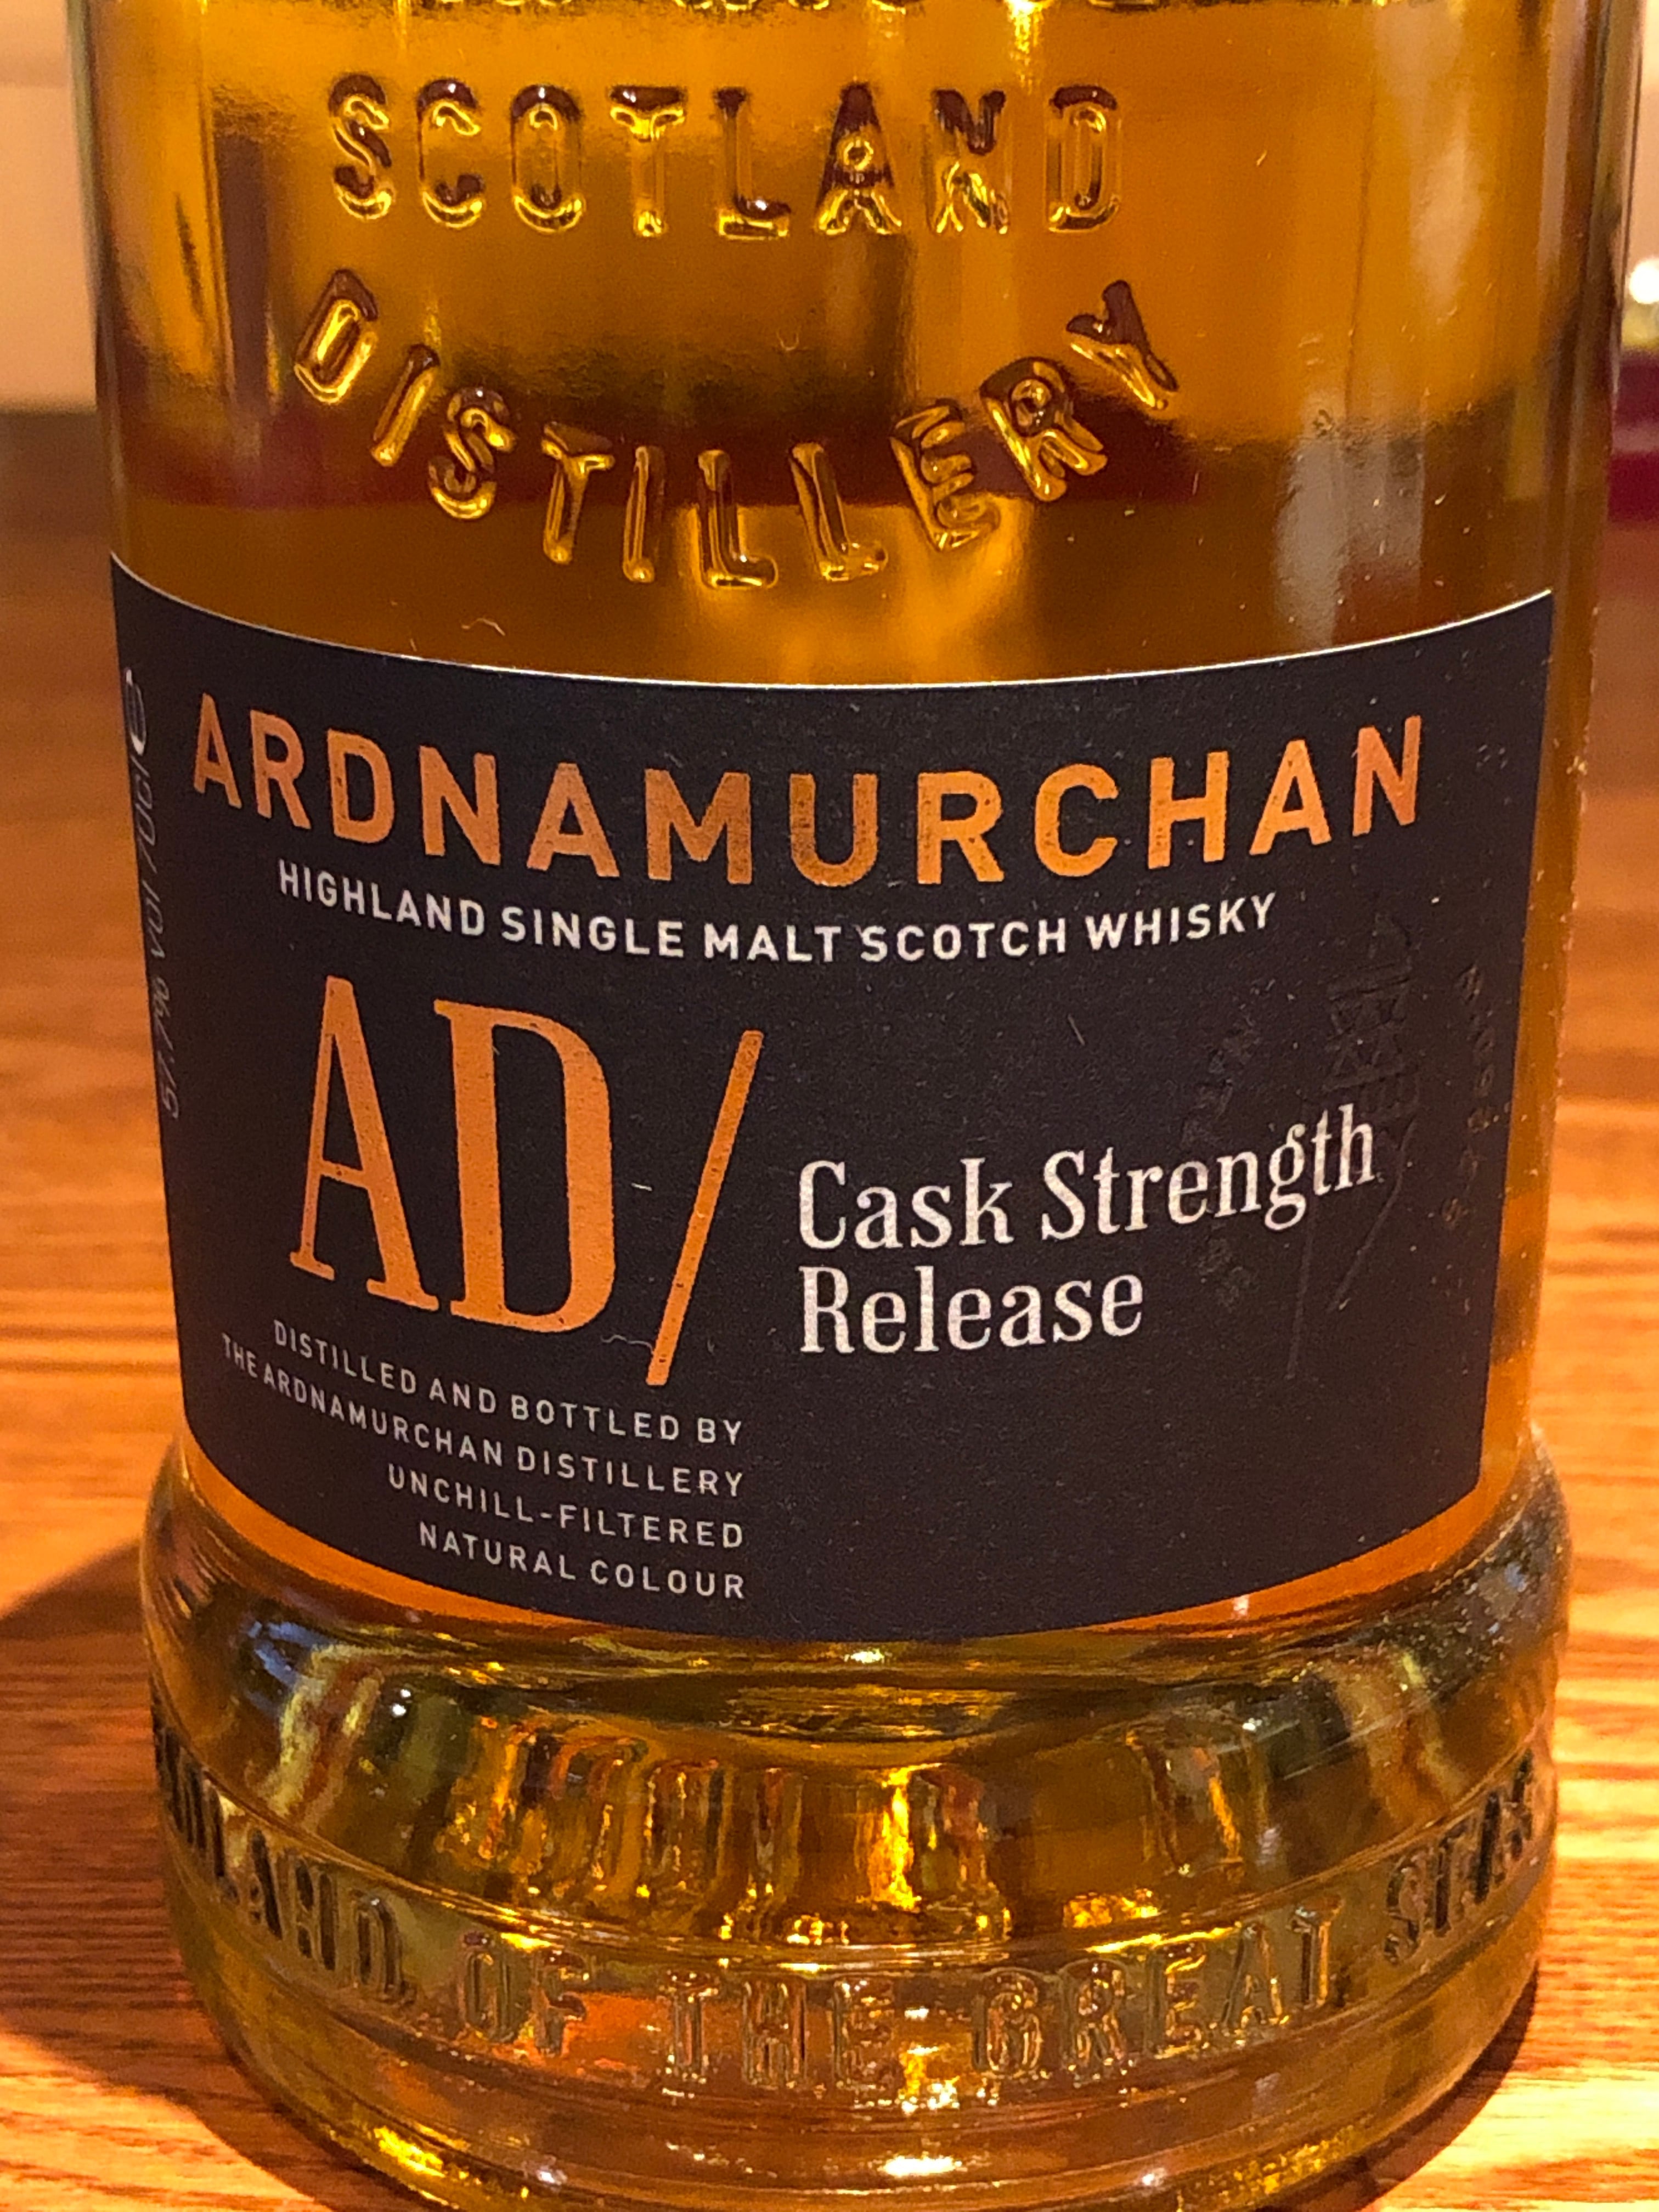 SCOTLAND
DISTILLERY
ARDNAMURCHAN
HIGHLAND SINGLE MALT SCOTCH WHISKY
AD/
Cask Strength
Release
DISTILLED AND BOTTLED BY
THE ARDNAMURCHAN DISTILLERY
UNCHILL-FILTERED
NATURAL COLOUR
70cl e
OF THE GREAT SEAS